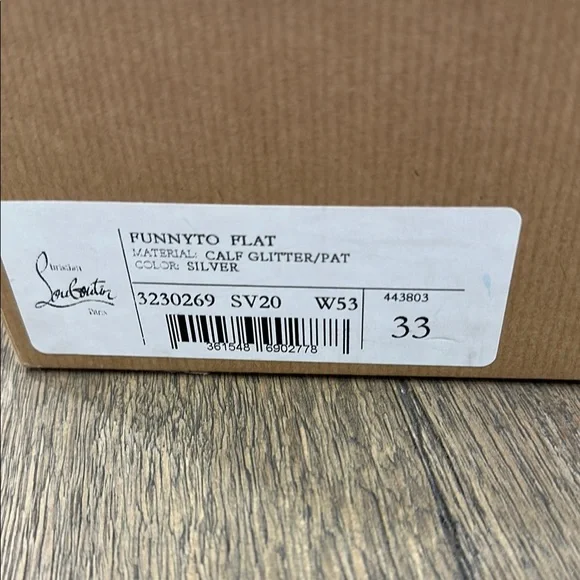 Christian
Louboutin
Paris
FUNNYTO FLAT
MATERIAL: CALF GLITTER/PAT
COLOR: SILVER
3230269 SV20 W53
443803
33
361548 6902778